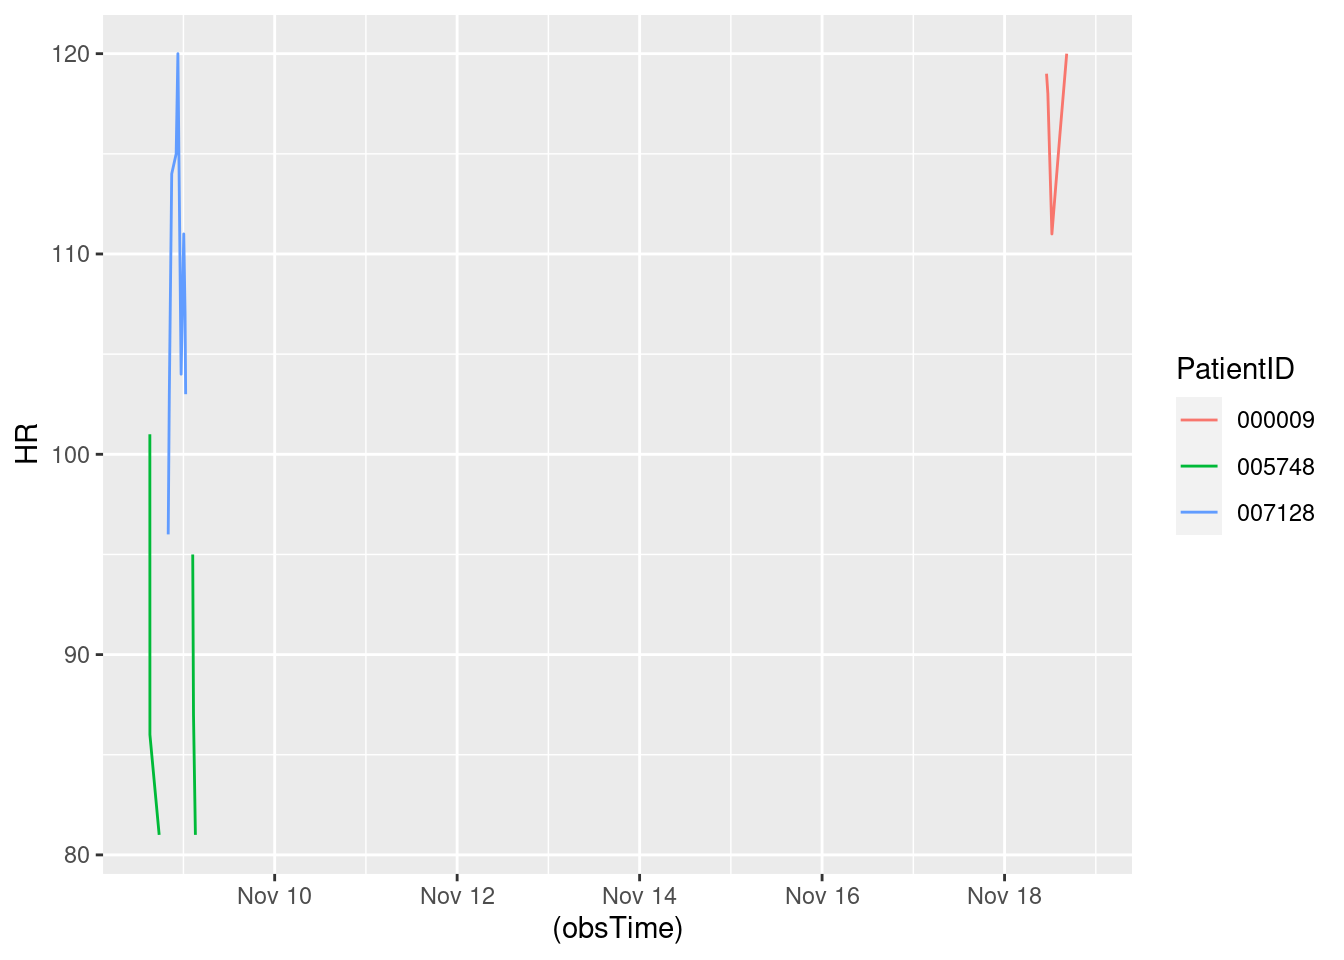 120
110
100
90
80
HR
Nov 10
Nov 12
Nov 14
Nov 16
Nov 18
(obsTime)
PatientID
000009
005748
007128